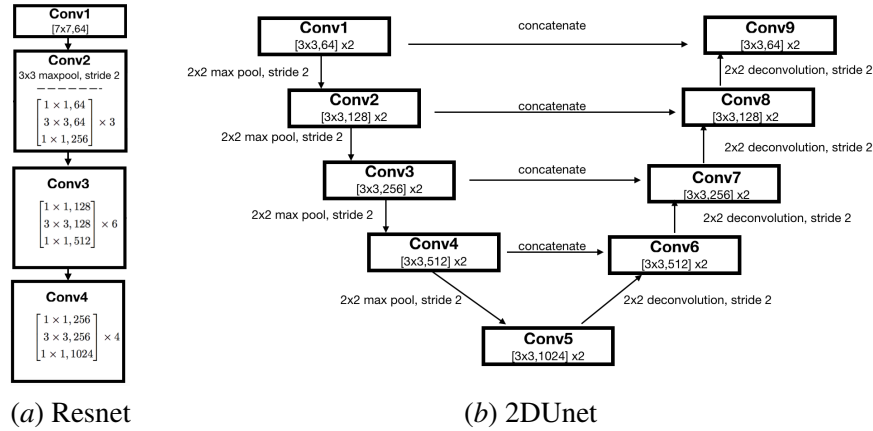 Conv1
[7x7,64]
Conv2
3x3 maxpool, stride 2
1 × 1, 64
3 × 3, 64
1 × 1, 256
× 3
Conv3
1 × 1, 128
3 × 3, 128
1 × 1, 512
× 6
Conv4
1 × 1, 256
3 × 3, 256
1 × 1, 1024
× 4
(a) Resnet
Conv1
[3x3,64] x2
concatenate
Conv9
[3x3,64] x2
2x2 max pool, stride 2
2x2 deconvolution, stride 2
Conv2
[3x3,128] x2
concatenate
Conv8
[3x3,128] x2
2x2 max pool, stride 2
2x2 deconvolution, stride 2
Conv3
[3x3,256] x2
concatenate
Conv7
[3x3,256] x2
2x2 max pool, stride 2
2x2 deconvolution, stride 2
Conv4
[3x3,512] x2
concatenate
Conv6
[3x3,512] x2
2x2 max pool, stride 2
2x2 deconvolution, stride 2
Conv5
[3x3,1024] x2
(b) 2DUnet